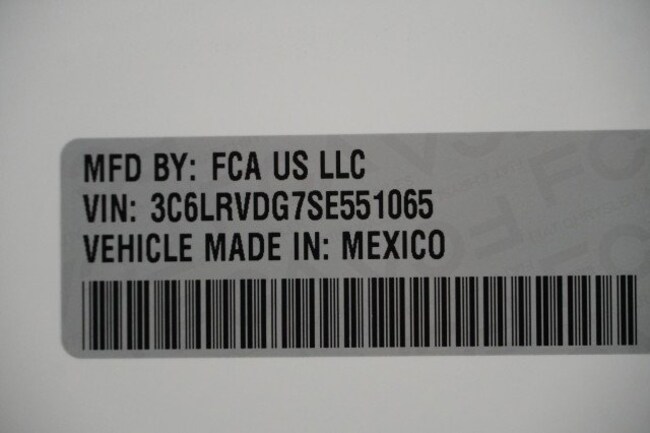 MFD BY: FCA US LLC
VIN: 3C6LRVDG7SE551065
VEHICLE MADE IN: MEXICO